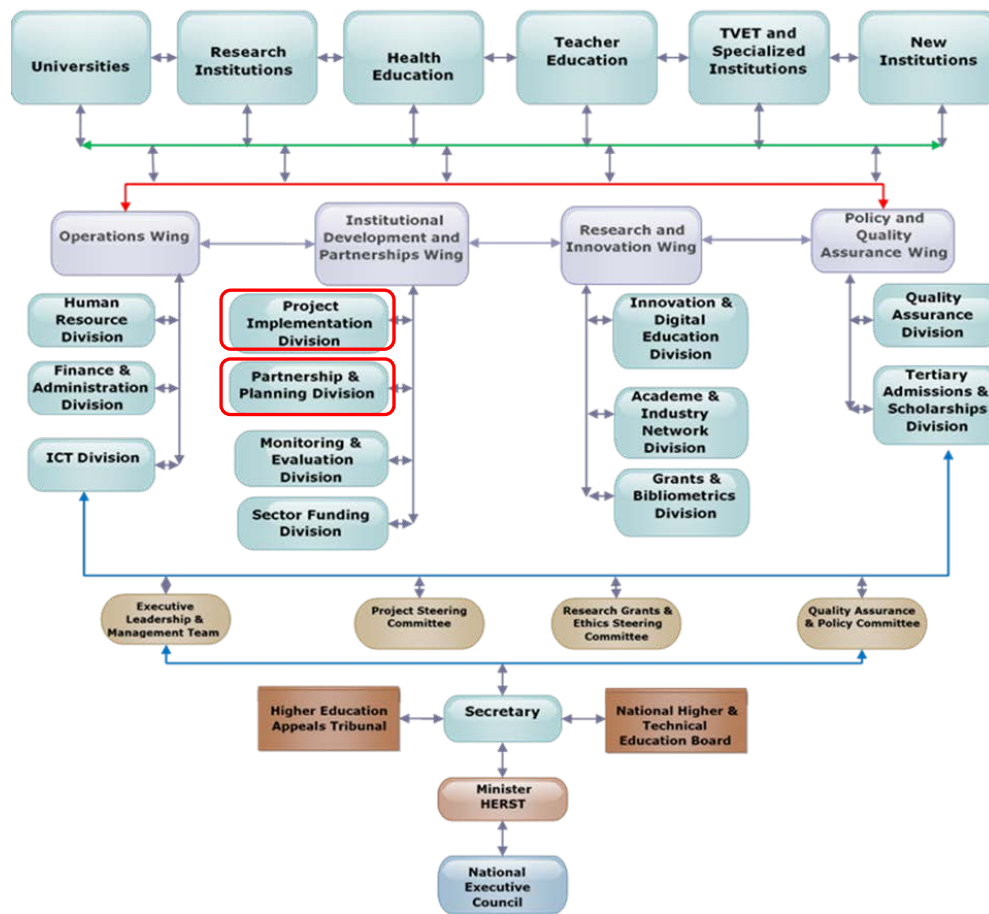 Universities
Research
Institutions
Health
Education
Teacher
Education
TVET and
Specialized
Institutions
New
Institutions
Operations Wing
Institutional
Development and
Partnerships Wing
Research and
Innovation Wing
Policy and
Quality
Assurance Wing
Human
Resource
Division
Finance &
Administration
Division
ICT Division
Project
Implementation
Division
Partnership &
Planning Division
Monitoring &
Evaluation
Division
Sector Funding
Division
Innovation &
Digital
Education
Division
Academe &
Industry
Network
Division
Grants &
Bibliometrics
Division
Quality
Assurance
Division
Tertiary
Admissions &
Scholarships
Division
Executive
Leadership &
Management Team
Project Steering
Committee
Research Grants &
Ethics Steering
Committee
Quality Assurance
& Policy Committee
Higher Education
Appeals Tribunal
Secretary
National Higher &
Technical
Education Board
Minister
HERST
National
Executive
Council